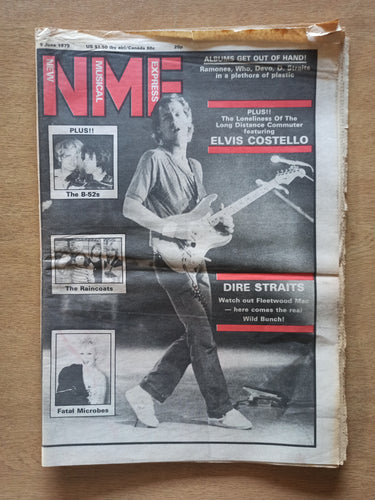 9 June 1979 US $1.50 (by air)/Canada 80c 20p
NEW
MUSICAL
EXPRESS
NME
ALBUMS GET OUT OF HAND!
Ramones, Who, Devo, D. Straits
in a plethora of plastic
PLUS!!
The Loneliness Of The
Long Distance Commuter
featuring
ELVIS COSTELLO
PLUS!!
The B-52s
The Raincoats
Fatal Microbes
DIRE STRAITS
Watch out Fleetwood Mac
— here comes the real
Wild Bunch!